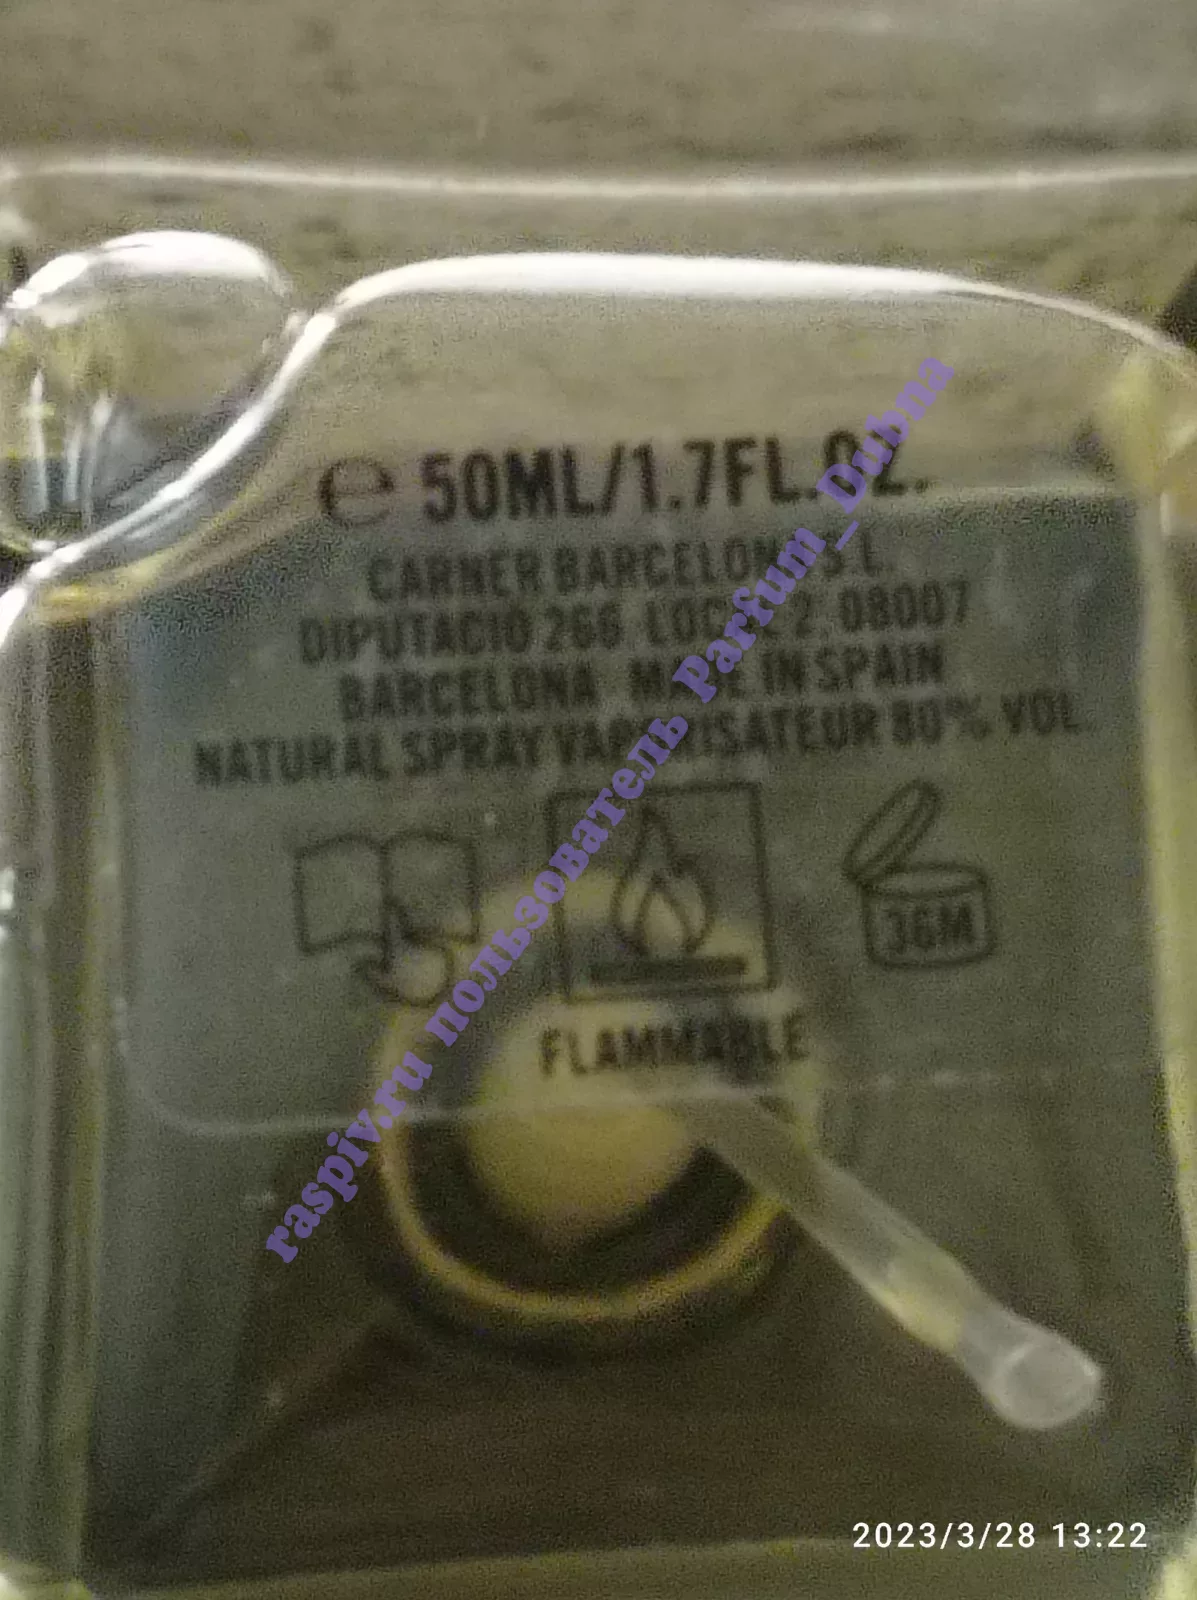 ℮ 50ML/1.7FL.OZ.
CARNER BARCELONA S.L.
DIPUTACIO 266 LOCAL 2. 08007
BARCELONA MADE IN SPAIN
NATURAL SPRAY VAPORISATEUR 80% VOL
36M
FLAMMABLE
raspiv.ru пользователь Parfum_Dubna
2023/3/28 13:22